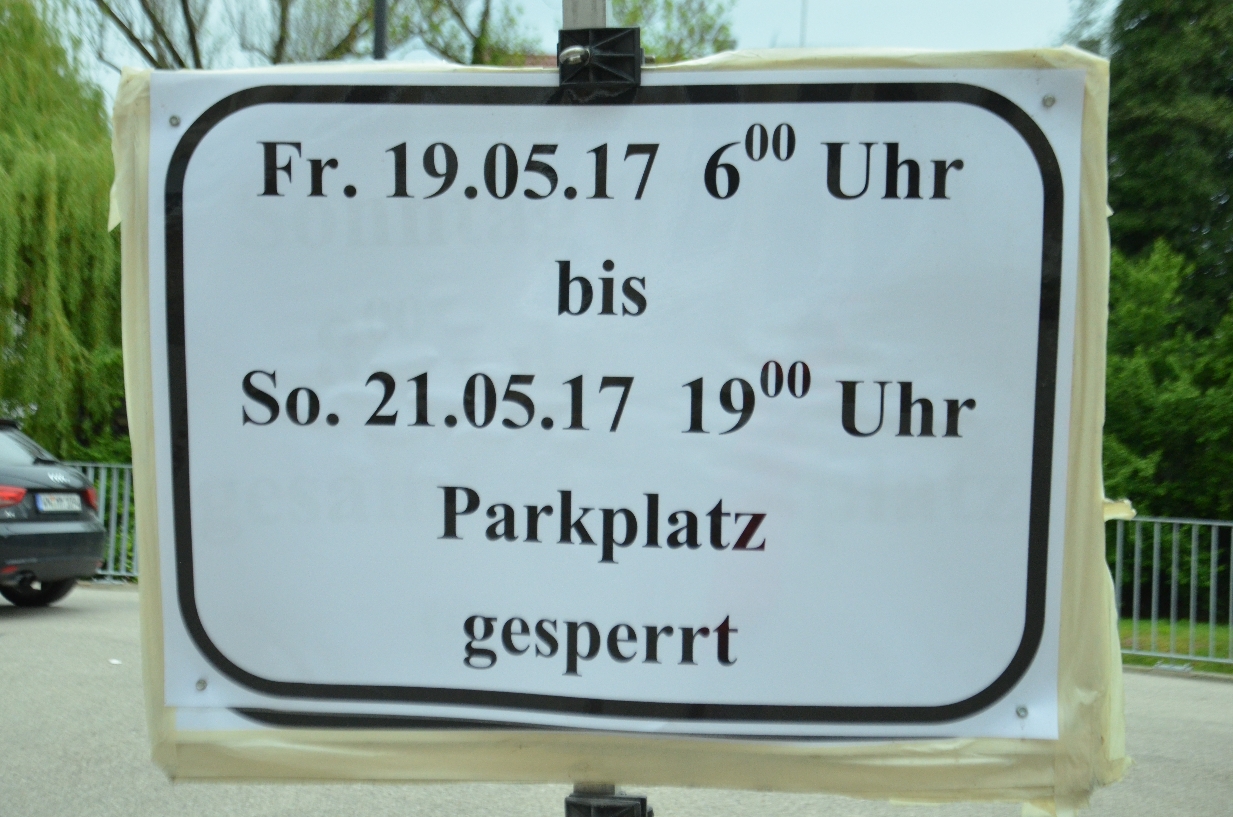 Fr. 19.05.17 6⁰⁰ Uhr
bis
So. 21.05.17 19⁰⁰ Uhr
Parkplatz
gesperrt